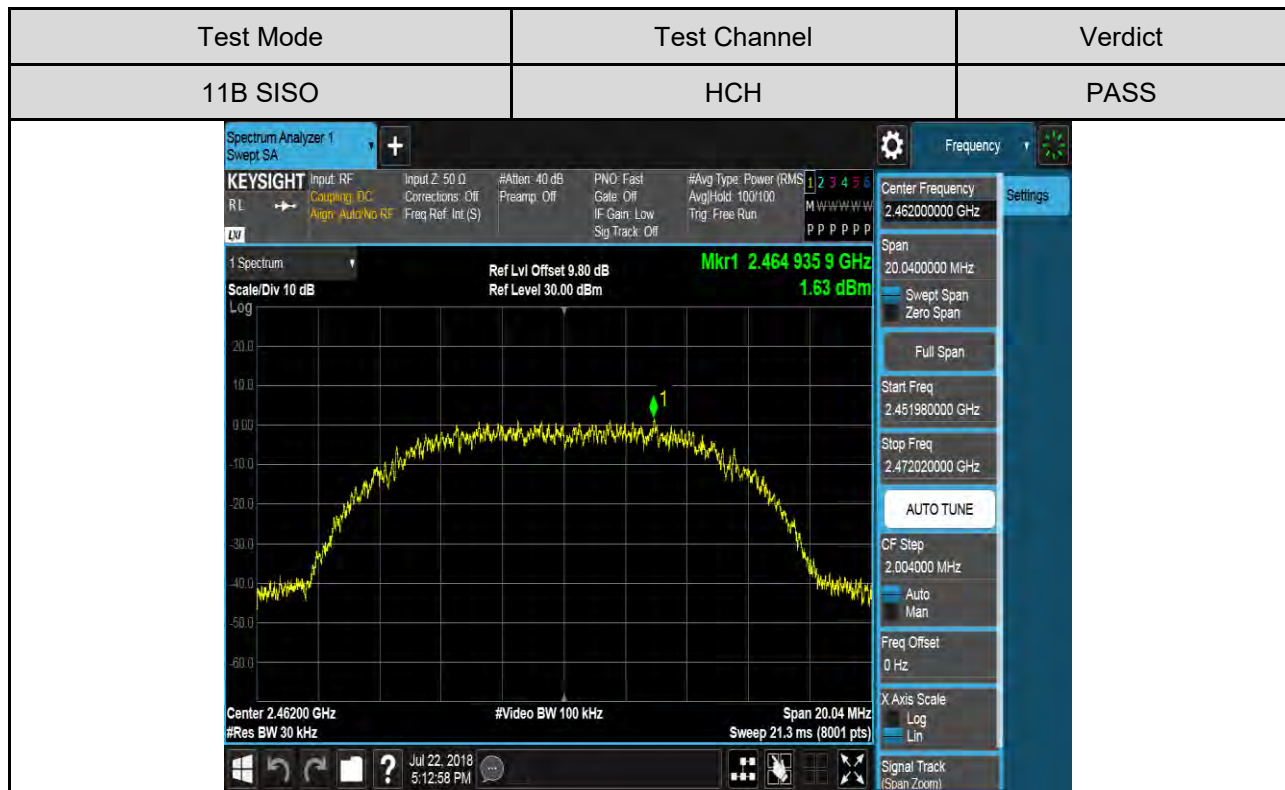 Test Mode Test Channel Verdict
11B SISO HCH PASS
Spectrum Analyzer 1
Swept SA
+
Frequency
KEYSIGHT Input: RF Input Z: 50 Ω #Atten: 40 dB PNO: Fast #Avg Type: Power (RMS 1 2 3 4 5 6
RL Coupling: DC Corrections: Off Preamp: Off Gate: Off Avg|Hold: 100/100 M W W W W W
Align: Auto/No RF Freq Ref: Int (S) IF Gain: Low Trig: Free Run
LXI Sig Track: Off P P P P P P
1 Spectrum Ref Lvl Offset 9.80 dB Mkr1 2.464 935 9 GHz
Scale/Div 10 dB Ref Level 30.00 dBm 1.63 dBm
Log
20.0
10.0
1
0.00
-10.0
-20.0
-30.0
-40.0
-50.0
-60.0
Center 2.46200 GHz #Video BW 100 kHz Span 20.04 MHz
#Res BW 30 kHz Sweep 21.3 ms (8001 pts)
Settings
Center Frequency
2.462000000 GHz
Span
20.0400000 MHz
Swept Span
Zero Span
Full Span
Start Freq
2.451980000 GHz
Stop Freq
2.472020000 GHz
AUTO TUNE
CF Step
2.004000 MHz
Auto
Man
Freq Offset
0 Hz
X Axis Scale
Log
Lin
Signal Track
(Span Zoom)
? Jul 22, 2018
5:12:58 PM